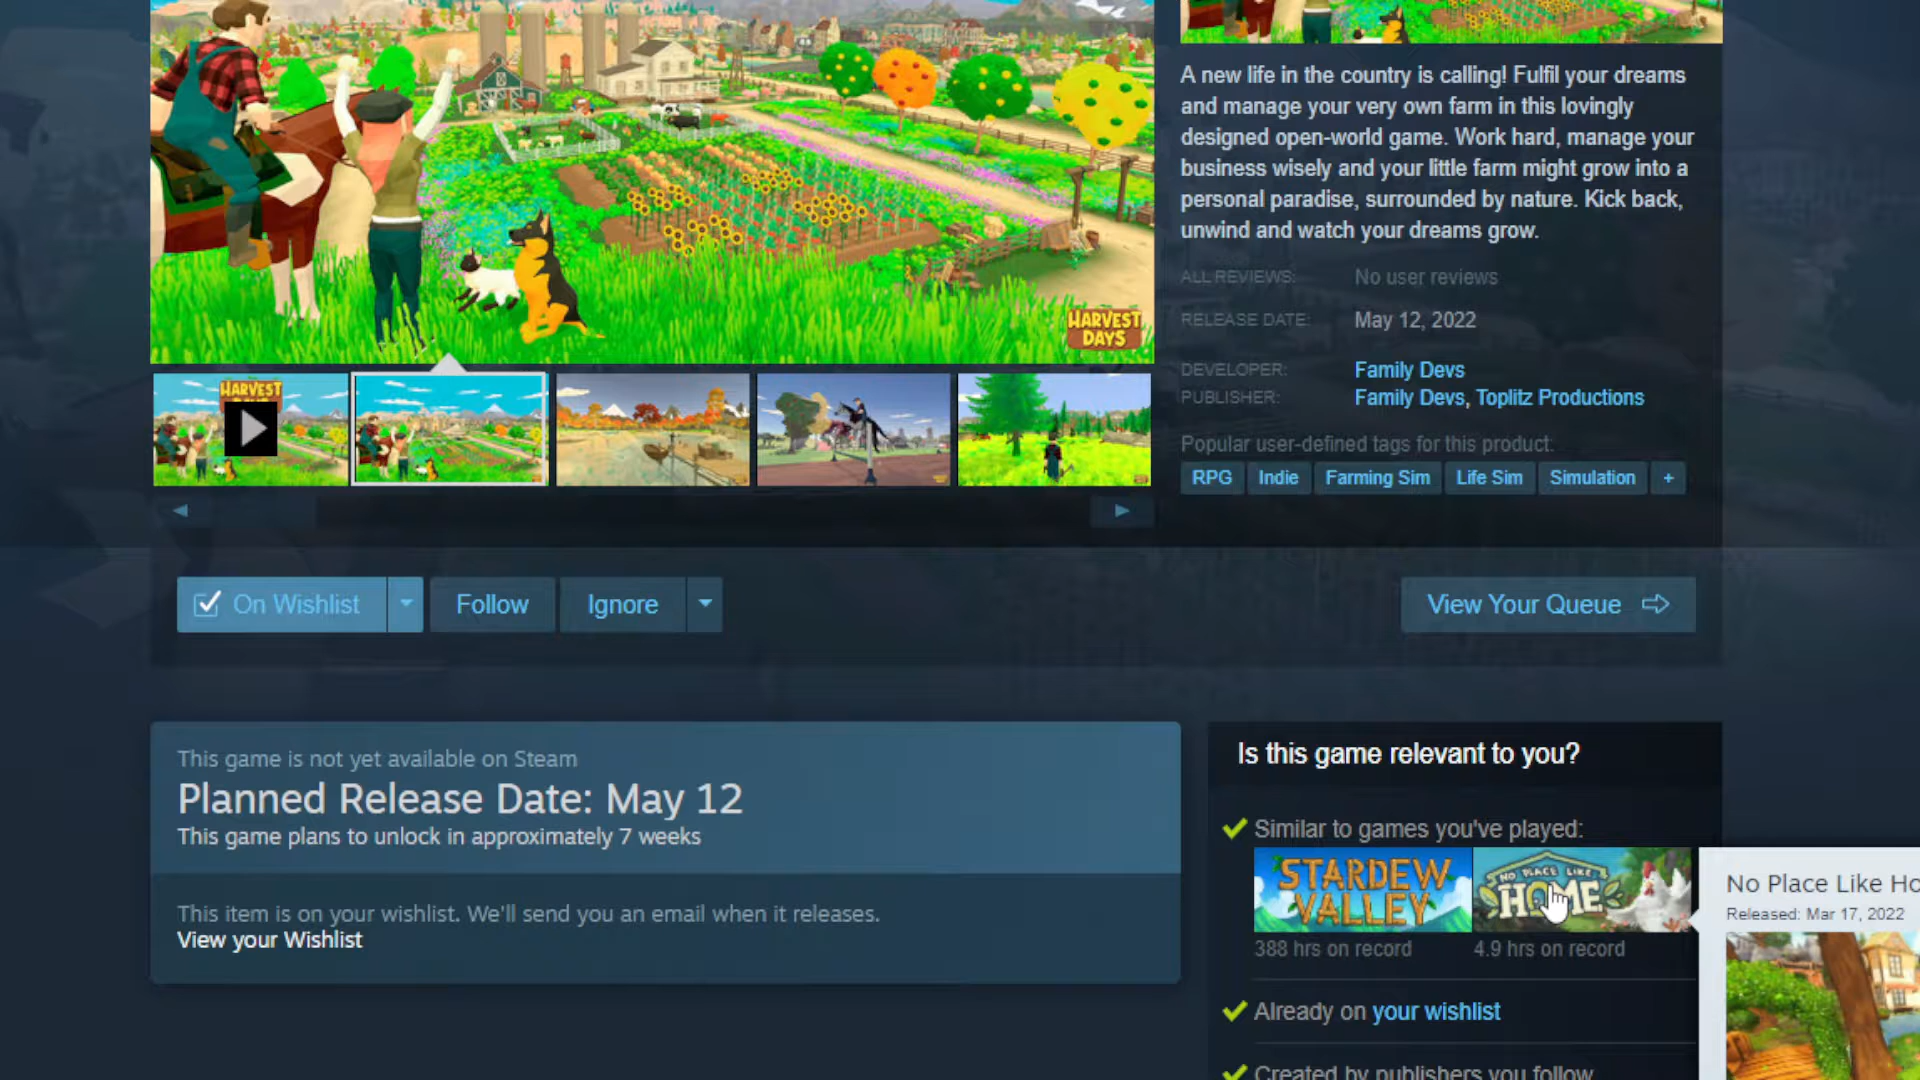 HARVEST
DAYS
HARVEST
A new life in the country is calling! Fulfil your dreams
and manage your very own farm in this lovingly
designed open-world game. Work hard, manage your
business wisely and your little farm might grow into a
personal paradise, surrounded by nature. Kick back,
unwind and watch your dreams grow.
ALL REVIEWS: No user reviews
RELEASE DATE: May 12, 2022
DEVELOPER: Family Devs
PUBLISHER: Family Devs, Toplitz Productions
Popular user-defined tags for this product:
RPG Indie Farming Sim Life Sim Simulation +
On Wishlist Follow Ignore View Your Queue
This game is not yet available on Steam
Planned Release Date: May 12
This game plans to unlock in approximately 7 weeks
This item is on your wishlist. We'll send you an email when it releases.
View your Wishlist
Is this game relevant to you?
Similar to games you've played:
STARDEW
VALLEY
NO PLACE LIKE
HOME
388 hrs on record 4.9 hrs on record
Already on your wishlist
Created by publishers you follow
No Place Like Ho
Released: Mar 17, 2022